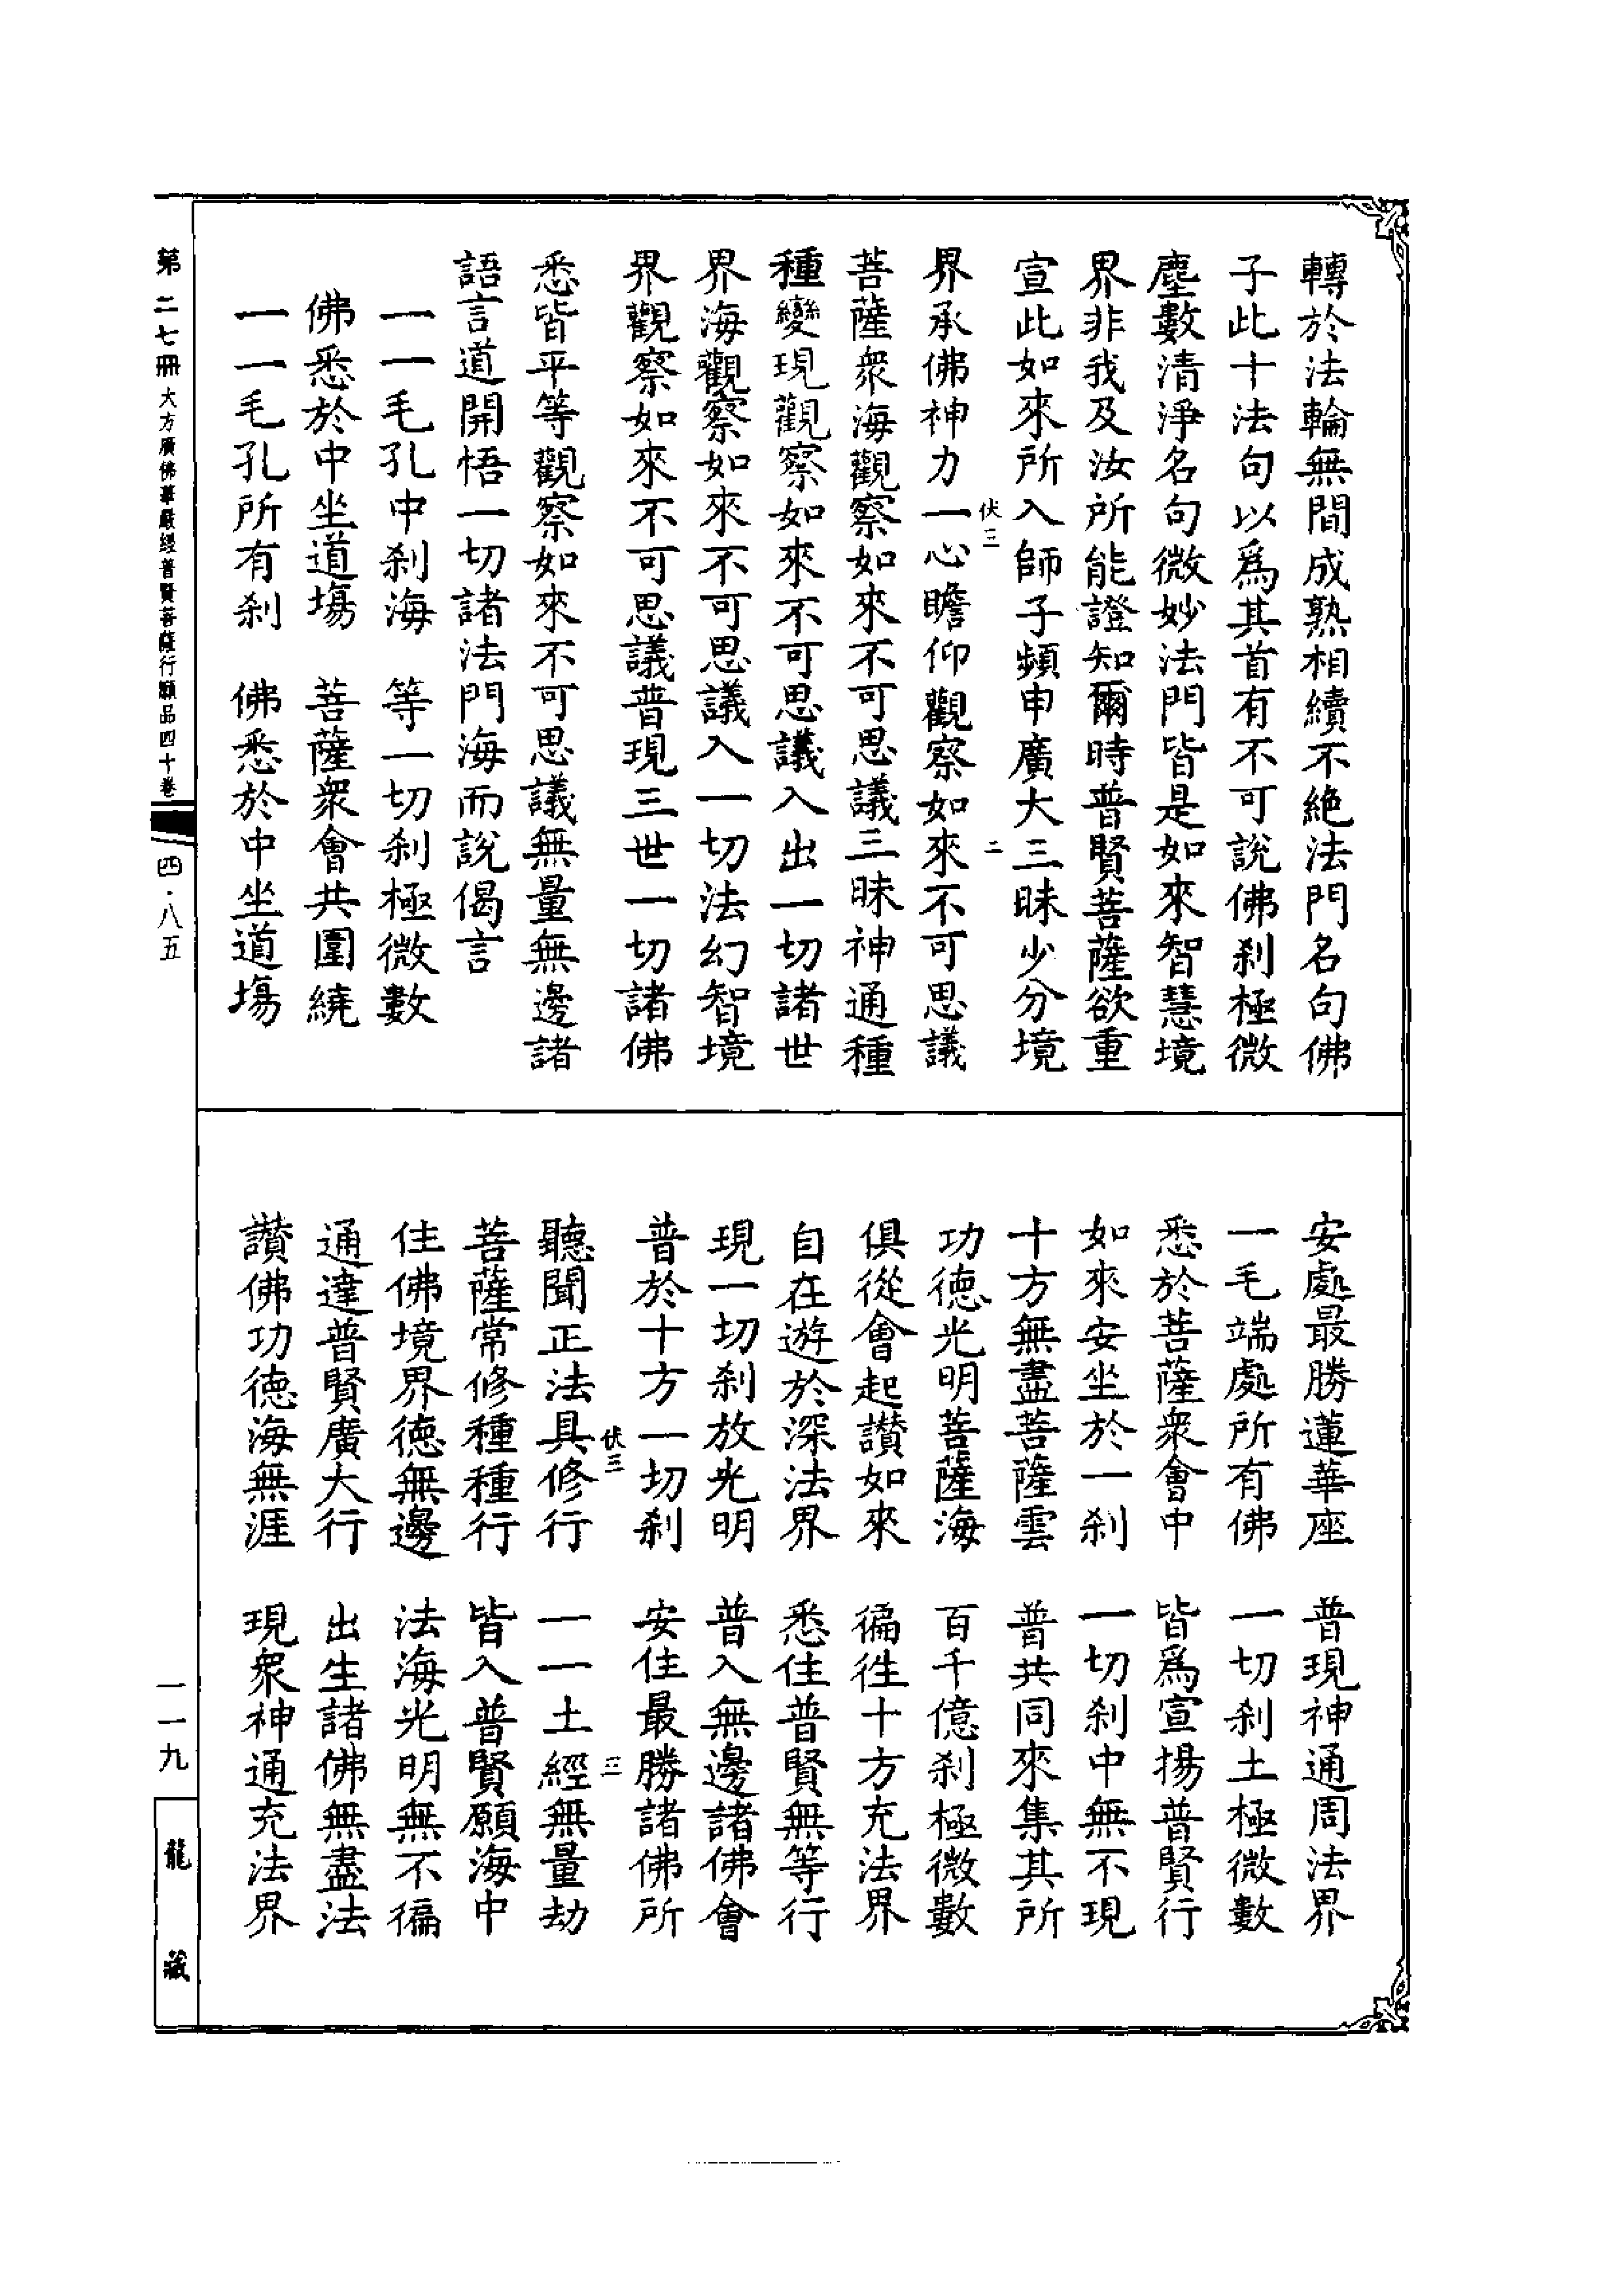 轉於法輪無間成熟相續不絶法門名句佛
子此十法句以爲其首有不可說佛刹極微
塵數清淨名句微妙法門皆是如來智慧境
界非我及汝所能證知爾時普賢菩薩欲重
宣此如來所入師子頻申廣大三昧少分境
伏三 二
界承佛神力一心瞻仰觀察如來不可思議
菩薩衆海觀察如來不可思議三昧神通種
種變現觀察如來不可思議入出一切諸世
界海觀察如來不可思議入一切法幻智境
界觀察如來不可思議普現三世一切諸佛
悉皆平等觀察如來不可思議無量無邊諸
語言道開悟一切諸法門海而說偈言
一一毛孔中刹海 等一切刹極微數
佛悉於中坐道場 菩薩衆會共圍繞
一一毛孔所有刹 佛悉於中坐道場
安處最勝蓮華座 普現神通周法界
一毛端處所有佛 一切刹土極微數
悉於菩薩衆會中 皆爲宣揚普賢行
如來安坐於一刹 一切刹中無不現
十方無盡菩薩雲 普共同來集其所
功德光明菩薩海 百千億刹極微數
俱從會起讚如來 徧徃十方充法界
自在遊於深法界 悉住普賢無等行
現一切刹放光明 普入無邊諸佛會
普於十方一切刹 安住最勝諸佛所
伏三 三
聽聞正法具修行 一一土經無量劫
菩薩常修種種行 皆入普賢願海中
住佛境界德無邊 法海光明無不徧
通達普賢廣大行 出生諸佛無盡法
讚佛功德海無涯 現衆神通充法界
第二七冊 大方廣佛華嚴經普賢菩薩行願品四十卷 四·八五
一一九
龍藏